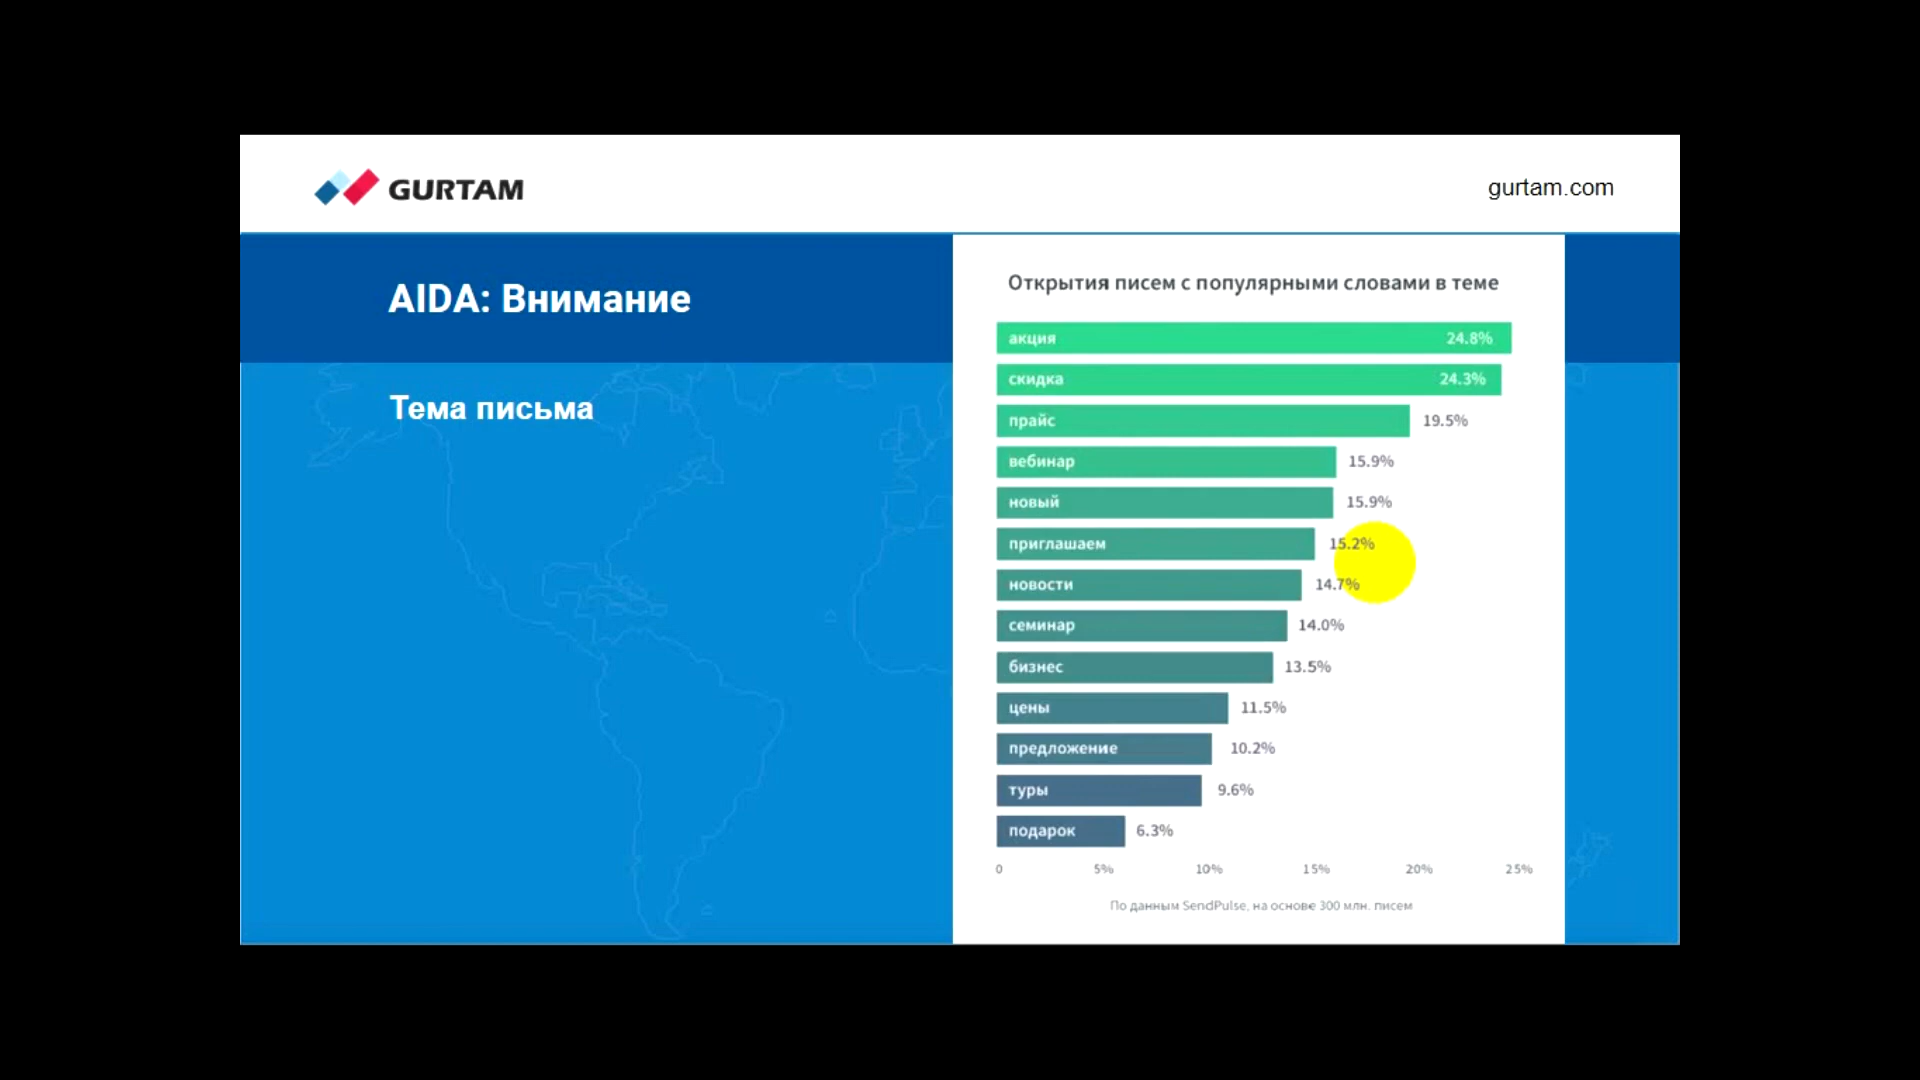 GURTAM
gurtam.com
AIDA: Внимание
Тема письма
Открытия писем с популярными словами в теме
акция 24.8%
скидка 24.3%
прайс 19.5%
вебинар 15.9%
новый 15.9%
приглашаем 15.2%
новости 14.7%
семинар 14.0%
бизнес 13.5%
цены 11.5%
предложение 10.2%
туры 9.6%
подарок 6.3%
0 5% 10% 15% 20% 25%
По данным SendPulse, на основе 300 млн. писем